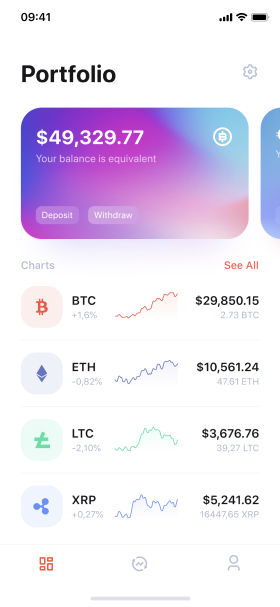 09:41
Portfolio
$49,329.77
Your balance is equivalent
Deposit Withdraw
Charts See All
BTC $29,850.15
+1,6% 2.73 BTC
ETH $10,561.24
-0,82% 47.61 ETH
LTC $3,676.76
-2,10% 39,27 LTC
XRP $5,241.62
+0,27% 16447,65 XRP